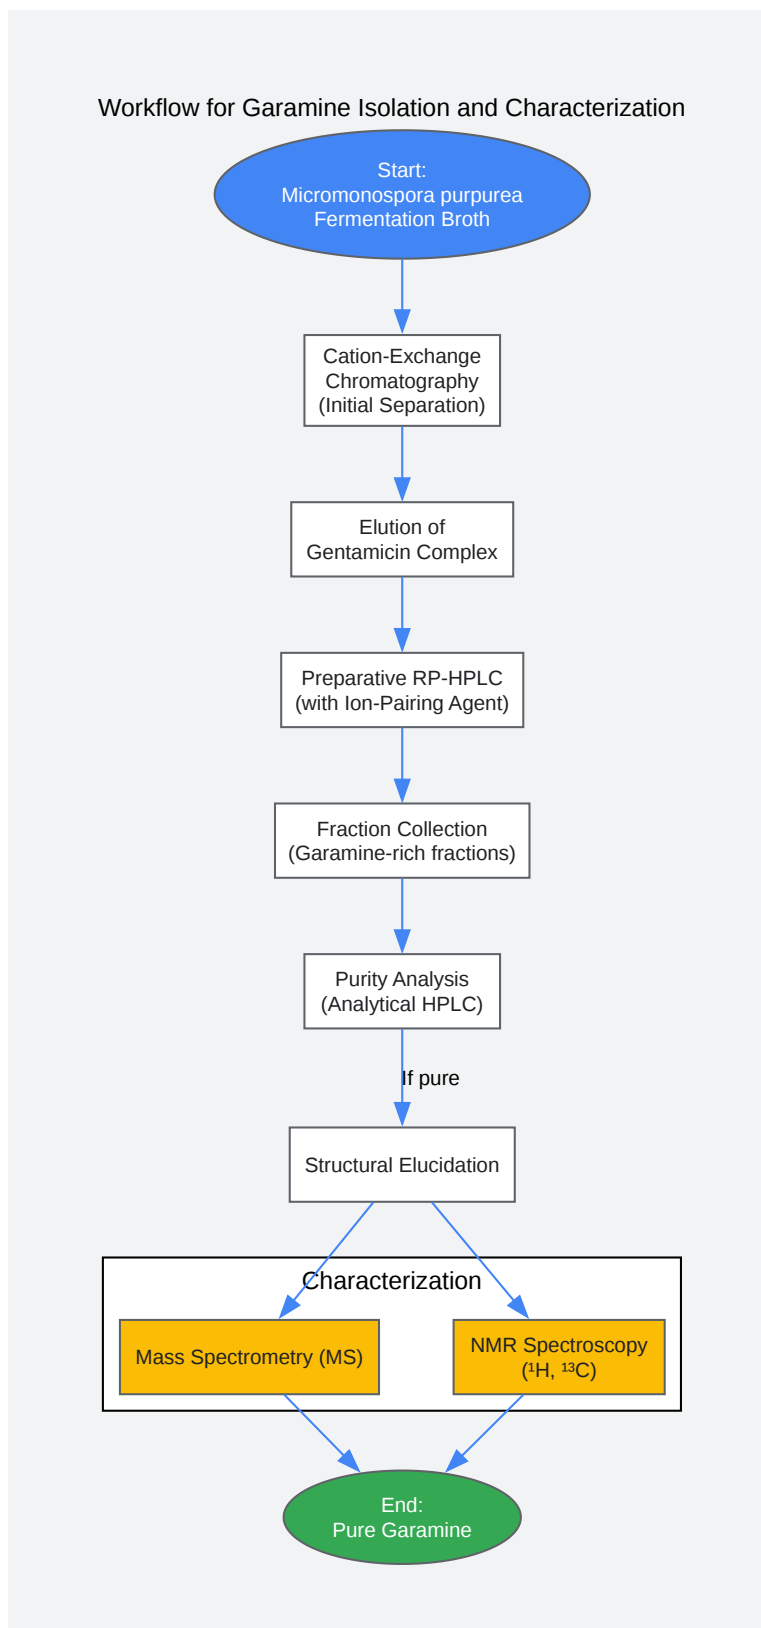 Workflow for Garamine Isolation and Characterization
Start:
Micromonospora purpurea
Fermentation Broth
Cation-Exchange
Chromatography
(Initial Separation)
Elution of
Gentamicin Complex
Preparative RP-HPLC
(with Ion-Pairing Agent)
Fraction Collection
(Garamine-rich fractions)
Purity Analysis
(Analytical HPLC)
If pure
Structural Elucidation
Characterization
Mass Spectrometry (MS)
NMR Spectroscopy
(¹H, ¹³C)
End:
Pure Garamine